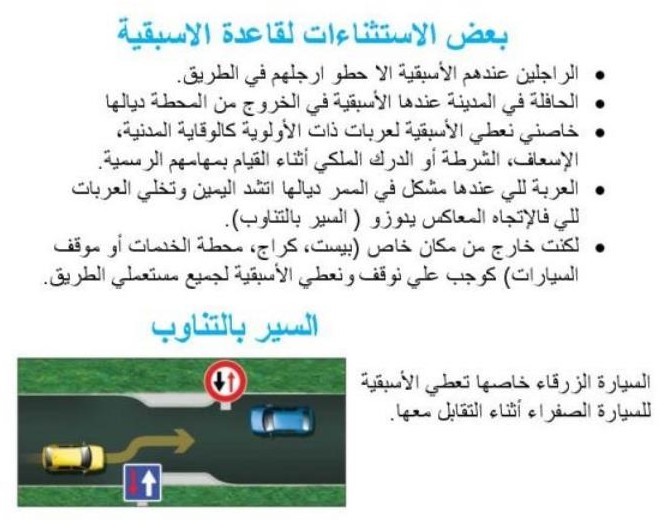 بعض الاستثناءات لقاعدة الاسبقية
• الراجلين عندهم الأسبقية الا حطو ارجلهم في الطريق.
• الحافلة في المدينة عندها الأسبقية في الخروج من المحطة ديالها
• خاصني نعطي الأسبقية لعربات ذات الأولوية كالوقاية المدنية،
الإسعاف، الشرطة أو الدرك الملكي أثناء القيام بمهامهم الرسمية.
• العربة للي عندها مشكل في الممر ديالها اتشد اليمين وتخلي العربات
للي فالإتجاه المعاكس يدوزو ( السير بالتناوب).
• لكنت خارج من مكان خاص (بيست، كراج، محطة الخدمات أو موقف
السيارات) كوجب علي نوقف ونعطي الأسبقية لجميع مستعملي الطريق.
السير بالتناوب
السيارة الزرقاء خاصها تعطي الأسبقية
للسيارة الصفراء أثناء التقابل معها.